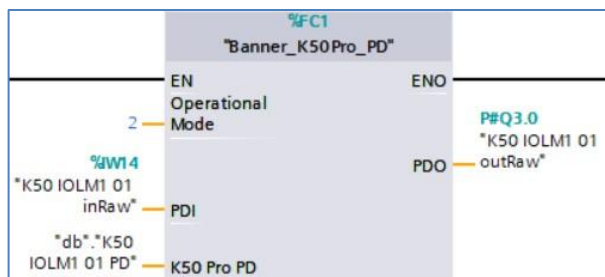 %FC1
"Banner_K50Pro_PD"
EN
ENO
Operational
Mode
2
P#Q3.0
"K50 IOLM1 01
outRaw"
PDO
%IW14
"K50 IOLM1 01
inRaw"
PDI
"db"."K50
IOLM1 01 PD"
K50 Pro PD